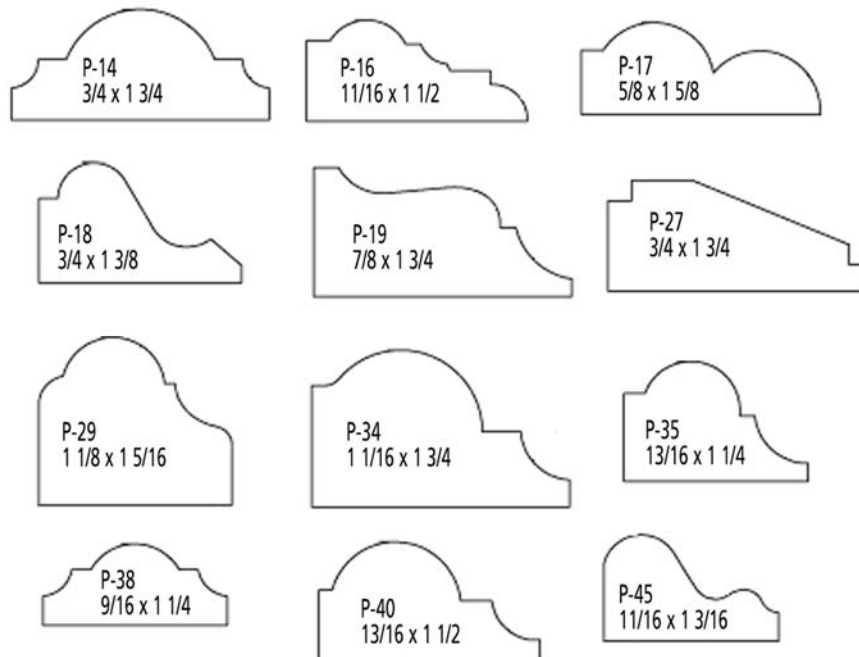 P-14
3/4 x 1 3/4
P-16
11/16 x 1 1/2
P-17
5/8 x 1 5/8
P-18
3/4 x 1 3/8
P-19
7/8 x 1 3/4
P-27
3/4 x 1 3/4
P-29
1 1/8 x 1 5/16
P-34
1 1/16 x 1 3/4
P-35
13/16 x 1 1/4
P-38
9/16 x 1 1/4
P-40
13/16 x 1 1/2
P-45
11/16 x 1 3/16